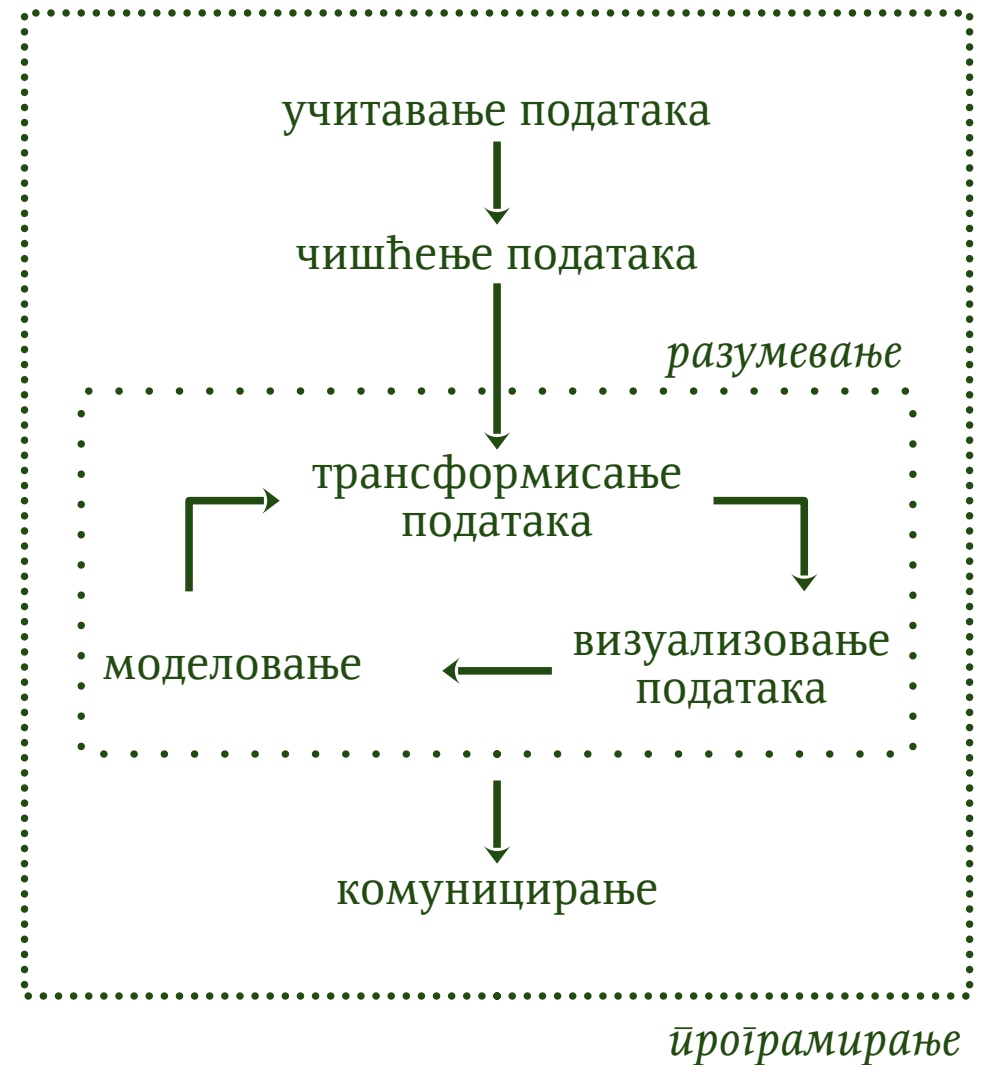 учитавање података
чишћење података
разумевање
трансформисање
података
визуализовање
података
моделовање
комуницирање
програмирање